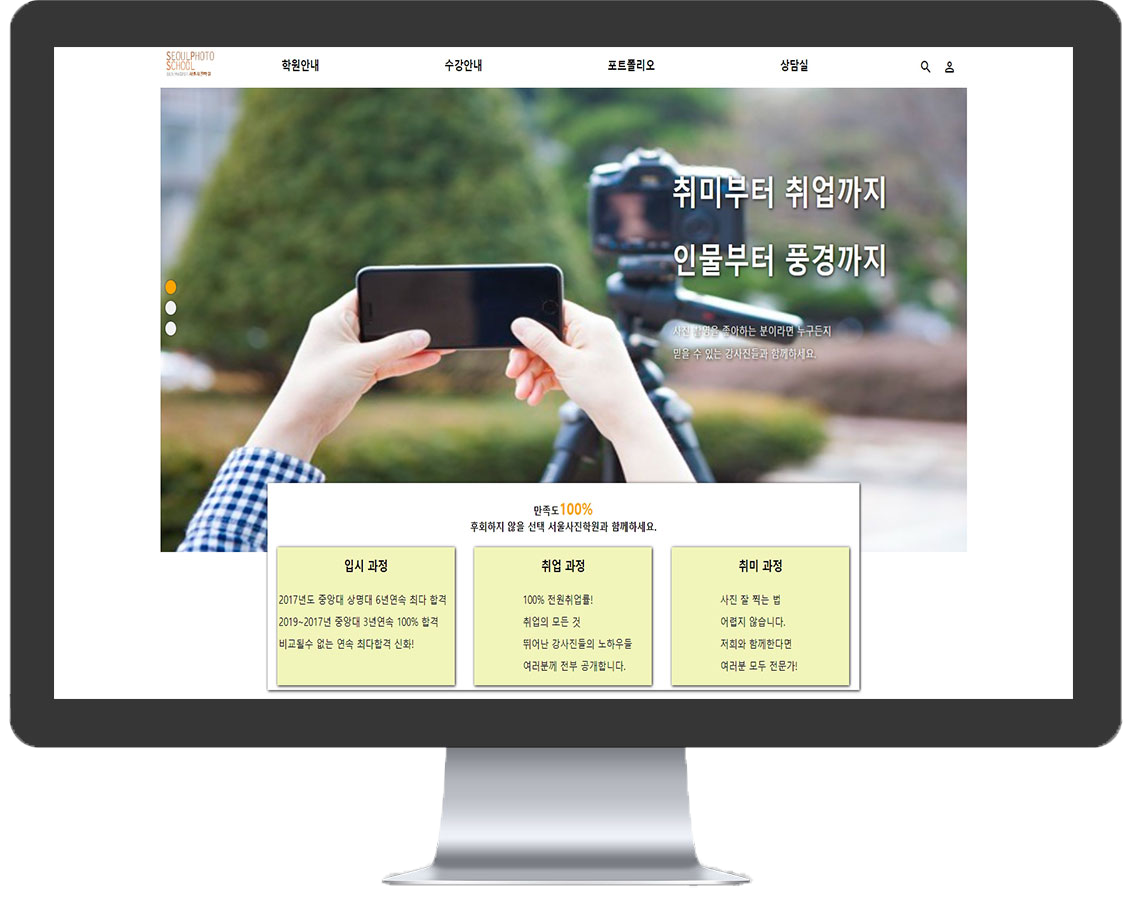 SEOULPHOTO
SCHOOL
학원안내
수강안내
포트폴리오
상담실
취미부터 취업까지
인물부터 풍경까지
사진 촬영을 좋아하는 분이라면 누구든지
믿을 수 있는 강사진들과 함께하세요.
만족도100%
후회하지 않을 선택 서울사진학원과 함께하세요.
입시 과정
2017년도 중앙대 상명대 6년연속 최다 합격
2019~2017년 중앙대 3년연속 100% 합격
비교될수 없는 연속 최다합격 신화!
취업 과정
100% 전원취업률!
취업의 모든 것
뛰어난 강사진들의 노하우들
여러분께 전부 공개합니다.
취미 과정
사진 잘 찍는 법
어렵지 않습니다.
저희와 함께한다면
여러분 모두 전문가!